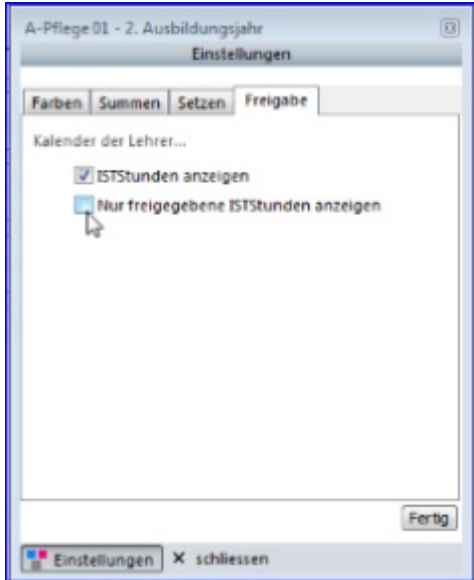 A-Pflege 01 - 2. Ausbildungsjahr
Einstellungen
Farben Summen Setzen Freigabe
Kalender der Lehrer...
ISTStunden anzeigen
Nur freigegebene ISTStunden anzeigen
Fertig
Einstellungen schliessen